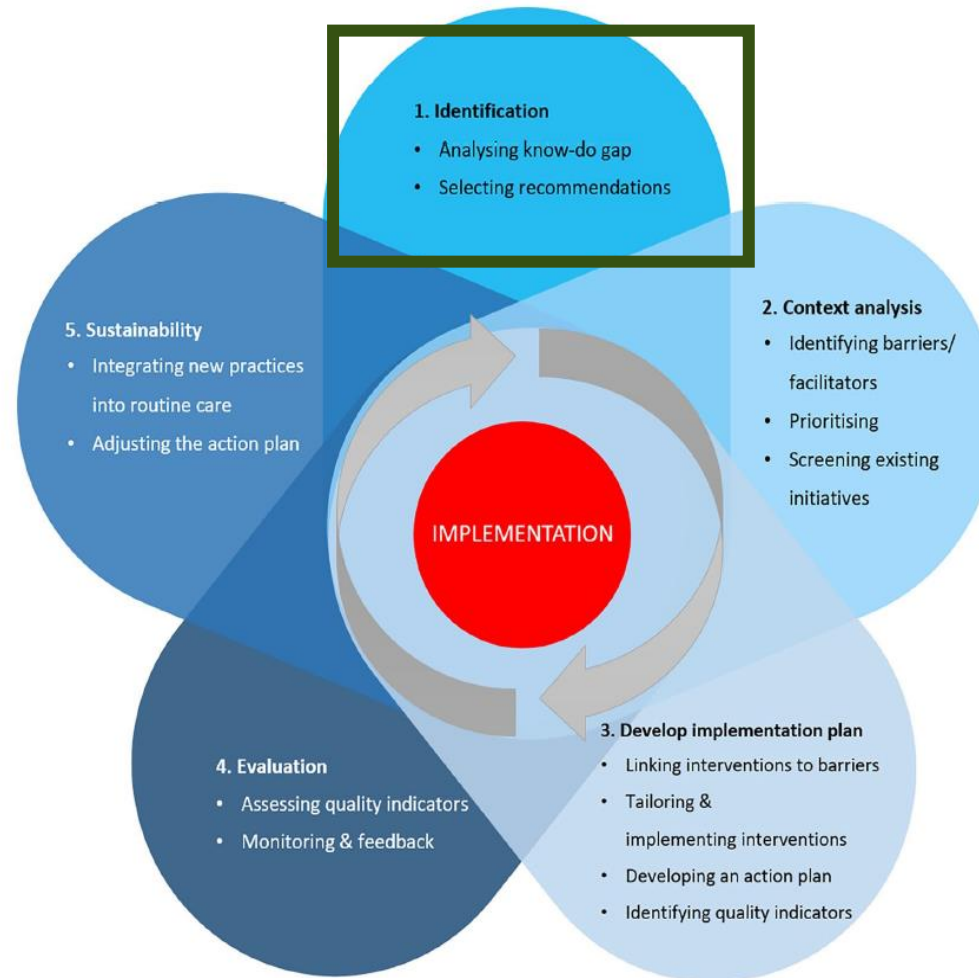 1. Identification
• Analysing know-do gap
• Selecting recommendations
2. Context analysis
• Identifying barriers/
facilitators
• Prioritising
• Screening existing
initiatives
3. Develop implementation plan
• Linking interventions to barriers
• Tailoring &
implementing interventions
• Developing an action plan
• Identifying quality indicators
4. Evaluation
• Assessing quality indicators
• Monitoring & feedback
5. Sustainability
• Integrating new practices
into routine care
• Adjusting the action plan
IMPLEMENTATION